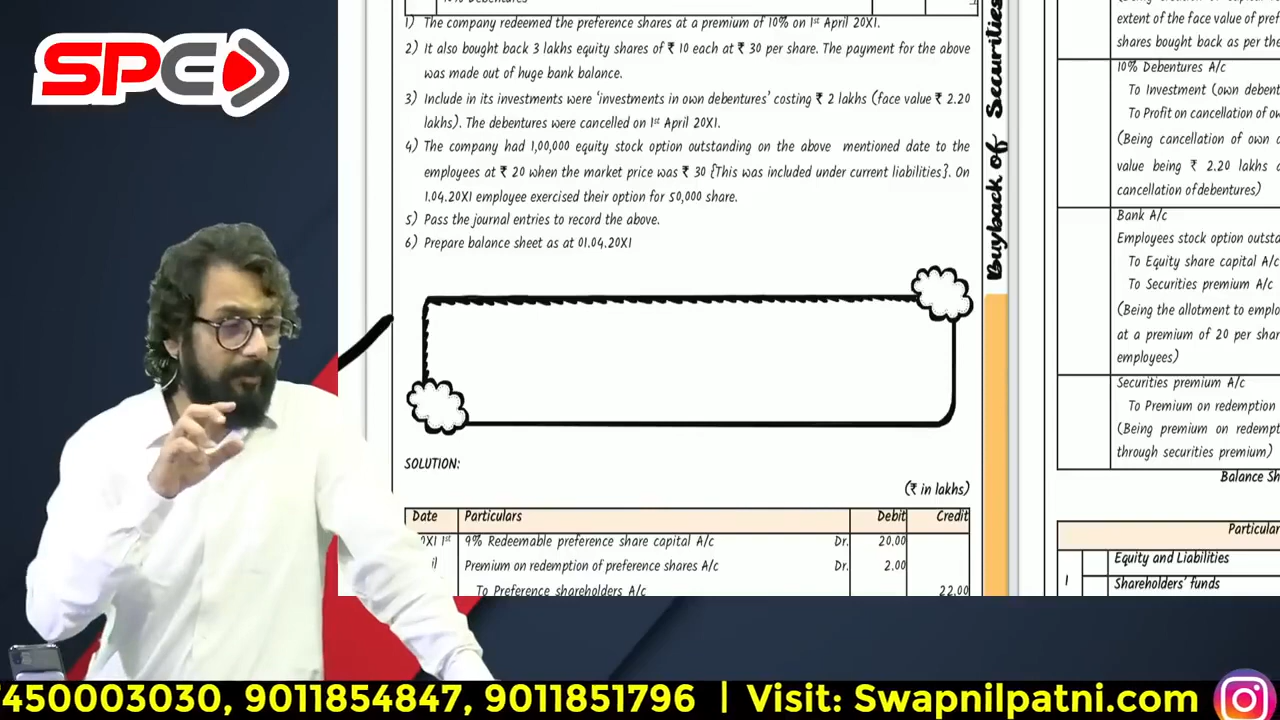 SPC
10% Debentures
1) The company redeemed the preference shares at a premium of 10% on 1st April 20X1.
2) It also bought back 3 lakhs equity shares of ₹ 10 each at ₹ 30 per share. The payment for the above
was made out of huge bank balance.
3) Include in its investments were ‘investments in own debentures’ costing ₹ 2 lakhs (face value ₹ 2.20
lakhs). The debentures were cancelled on 1st April 20X1.
4) The company had 1,00,000 equity stock option outstanding on the above mentioned date to the
employees at ₹ 20 when the market price was ₹ 30 {This was included under current liabilities}. On
1.04.20X1 employee exercised their option for 50,000 share.
5) Pass the journal entries to record the above.
6) Prepare balance sheet as at 01.04.20X1
SOLUTION:
(₹ in lakhs)
Date Particulars Debit Credit
0X1 1st 9% Redeemable preference share capital A/c Dr. 20.00
il Premium on redemption of preference shares A/c Dr. 2.00
To Preference shareholders A/c 22.00
Buyback of Securities
extent of the face value of pref
shares bought back as per the
10% Debentures A/c
To Investment (own debent
To Profit on cancellation of ow
(Being cancellation of own d
value being ₹ 2.20 lakhs a
cancellation of debentures)
Bank A/c
Employees stock option outsta
To Equity share capital A/c
To Securities premium A/c
(Being the allotment to emplo
at a premium of 20 per shar
employees)
Securities premium A/c
To Premium on redemption
(Being premium on redempt
through securities premium)
Balance Sh
Particular
Equity and Liabilities
1 Shareholders’ funds
7450003030, 9011854847, 9011851796 | Visit: Swapnilpatni.com